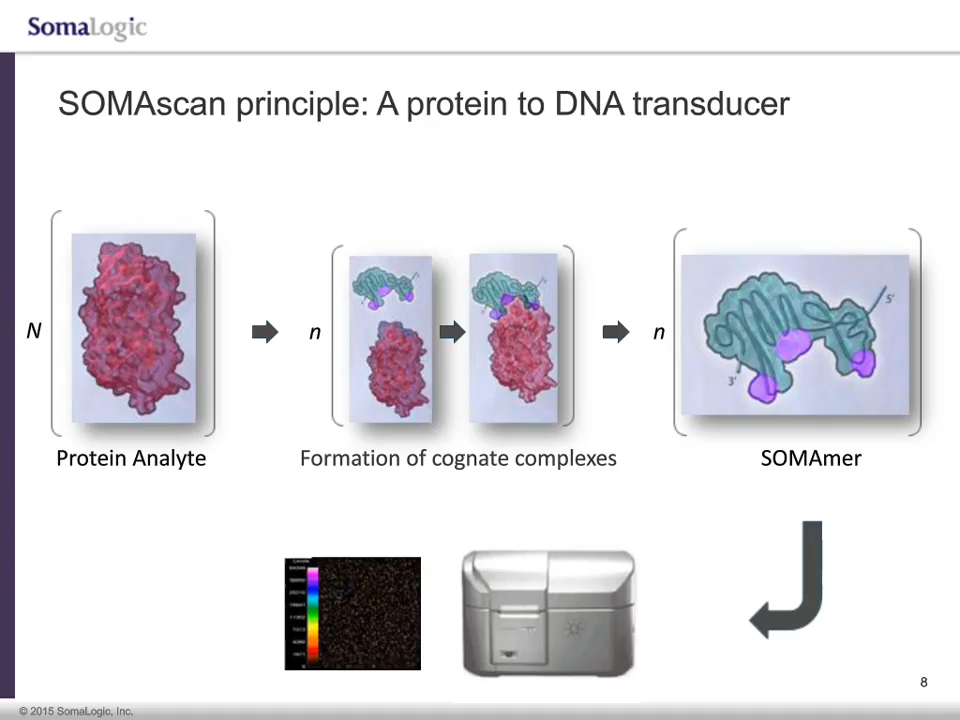 SomaLogic
SOMAscan principle: A protein to DNA transducer
N
n
n
5'
3'
Protein Analyte
Formation of cognate complexes
SOMAmer
8
© 2015 SomaLogic, Inc.